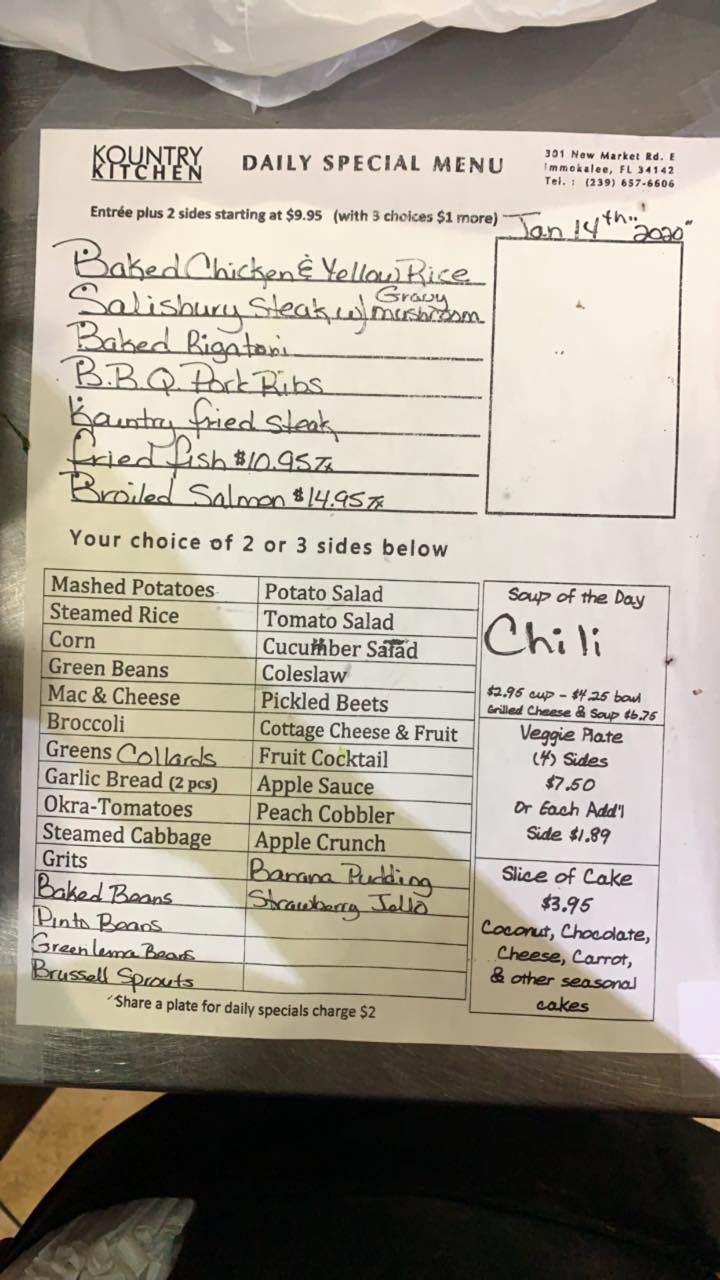 KOUNTRY
KITCHEN
DAILY SPECIAL MENU
301 New Market Rd. E
Immokalee, FL 34142
Tel. : (239) 657-6606
Entrée plus 2 sides starting at $9.95 (with 3 choices $1 more)
Jan 14th "2020"
Baked Chicken & Yellow Rice
Salisbury Steak w/ Gravy mushroom
Baked Rigatoni
B.B.Q. Pork Ribs
Kountry fried Steak
fried fish $10.95
Broiled Salmon $14.95
Your choice of 2 or 3 sides below
Mashed Potatoes
Steamed Rice
Corn
Green Beans
Mac & Cheese
Broccoli
Greens Collards
Garlic Bread (2 pcs)
Okra-Tomatoes
Steamed Cabbage
Grits
Baked Beans
Pinto Beans
Green lema Beans
Brussell Sprouts
Potato Salad
Tomato Salad
Cucumber Salad
Coleslaw
Pickled Beets
Cottage Cheese & Fruit
Fruit Cocktail
Apple Sauce
Peach Cobbler
Apple Crunch
Banana Pudding
Strawberry Jello
Soup of the Day
Chili
$2.95 cup - $4.25 bowl
Grilled Cheese & Soup $6.75
Veggie Plate
(4) Sides
$7.50
Or Each Add'l
Side $1.89
Slice of Cake
$3.95
Coconut, Chocolate,
Cheese, Carrot,
& other seasonal
cakes
*Share a plate for daily specials charge $2